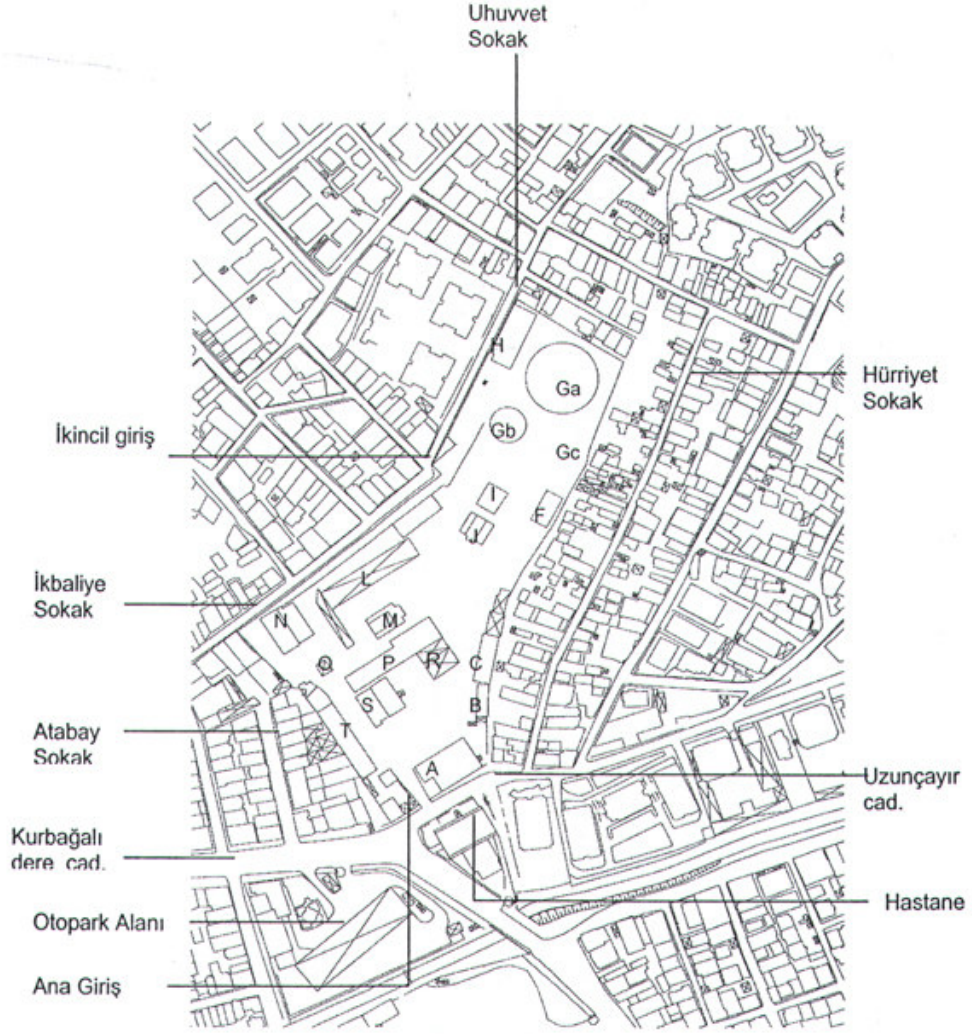 Uhuvvet
Sokak
H
Ga
Hürriyet
Sokak
Gb
İkincil giriş
Gc
I
F
J
L
İkbaliye
Sokak
N
M
P
R
C
S
B
Atabay
Sokak
T
A
Uzunçayır
cad.
Kurbağalı
dere cad.
Hastane
Otopark Alanı
Ana Giriş